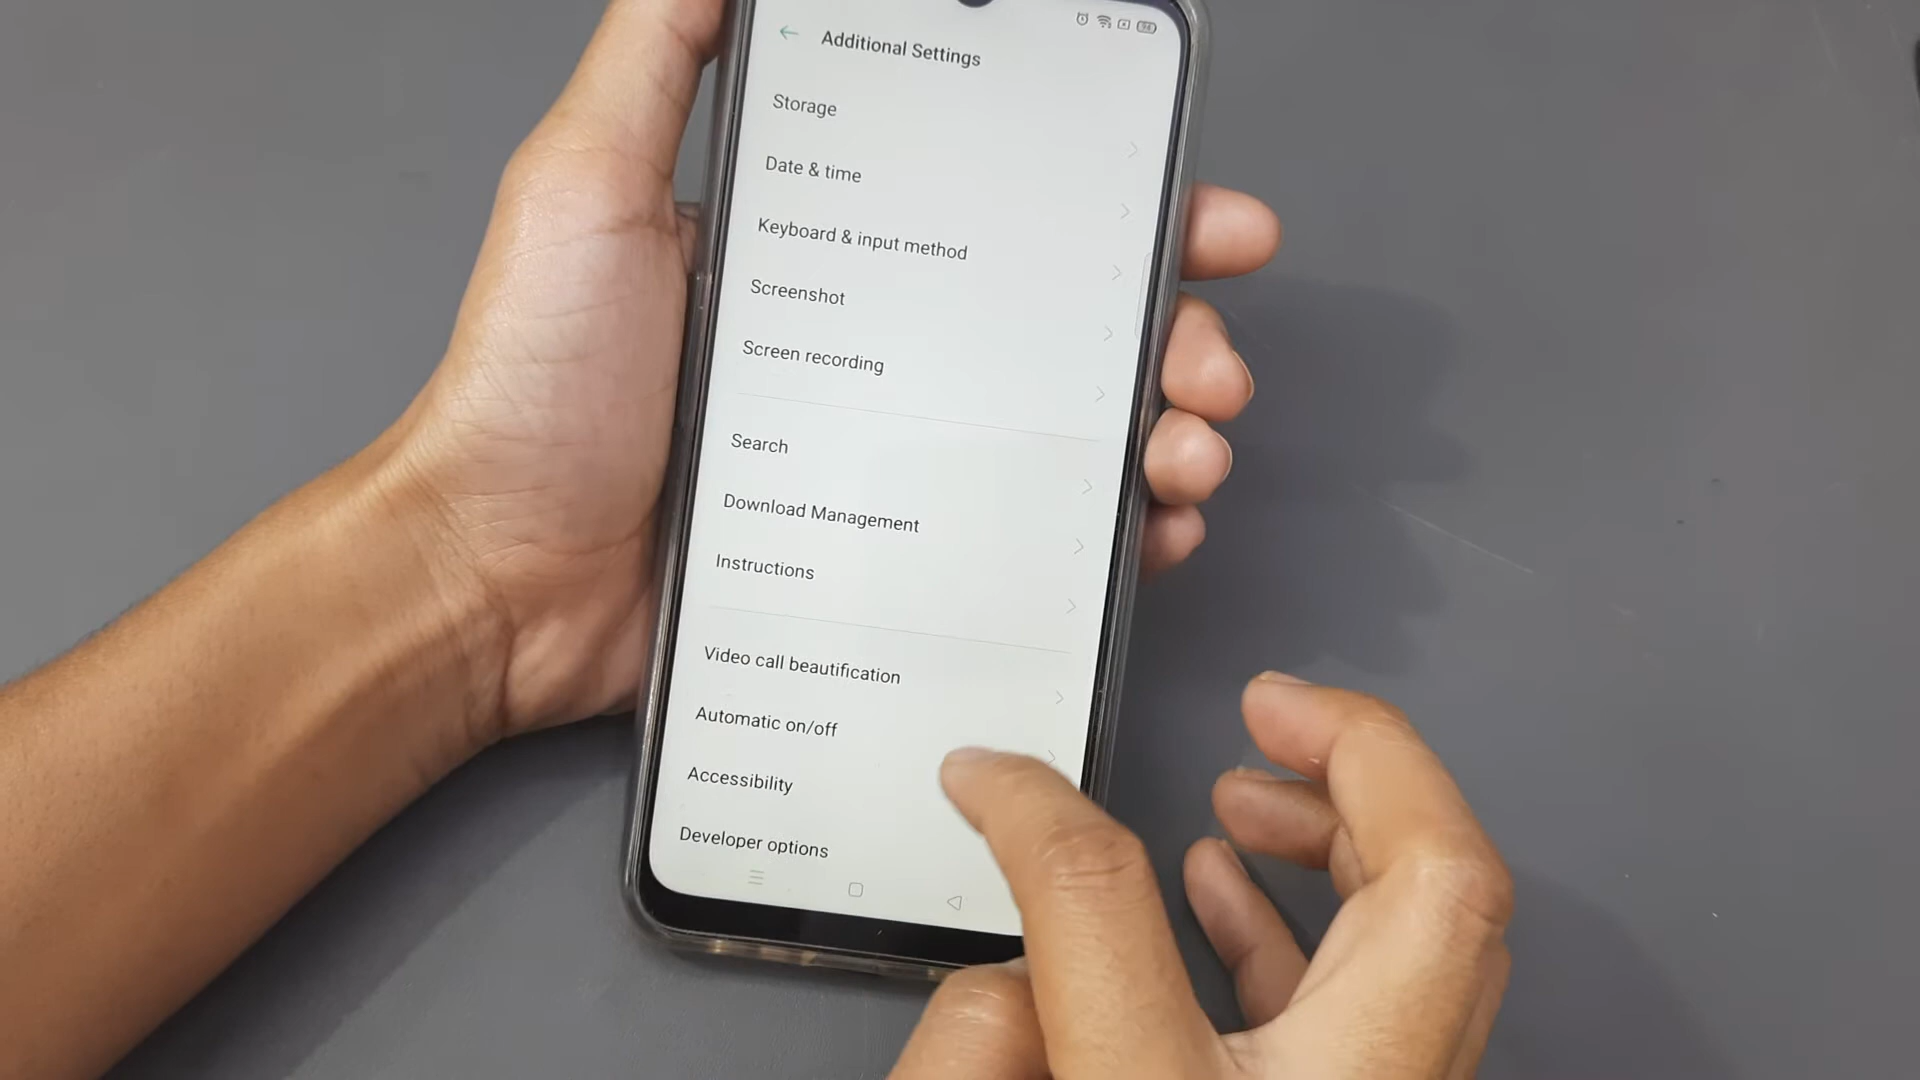 Additional Settings
Storage
Date & time
Keyboard & input method
Screenshot
Screen recording
Search
Download Management
Instructions
Video call beautification
Automatic on/off
Accessibility
Developer options